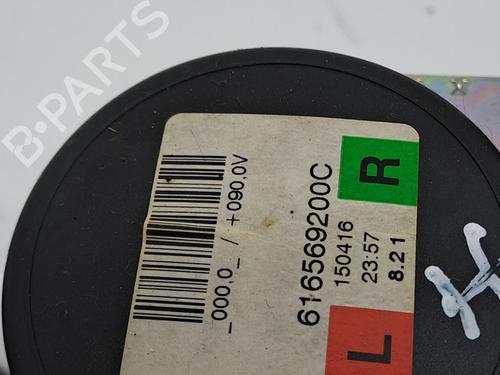 B-PARTS
_000,0_ / +090,0V
616569200C
150416
23:57
8.21
R
L